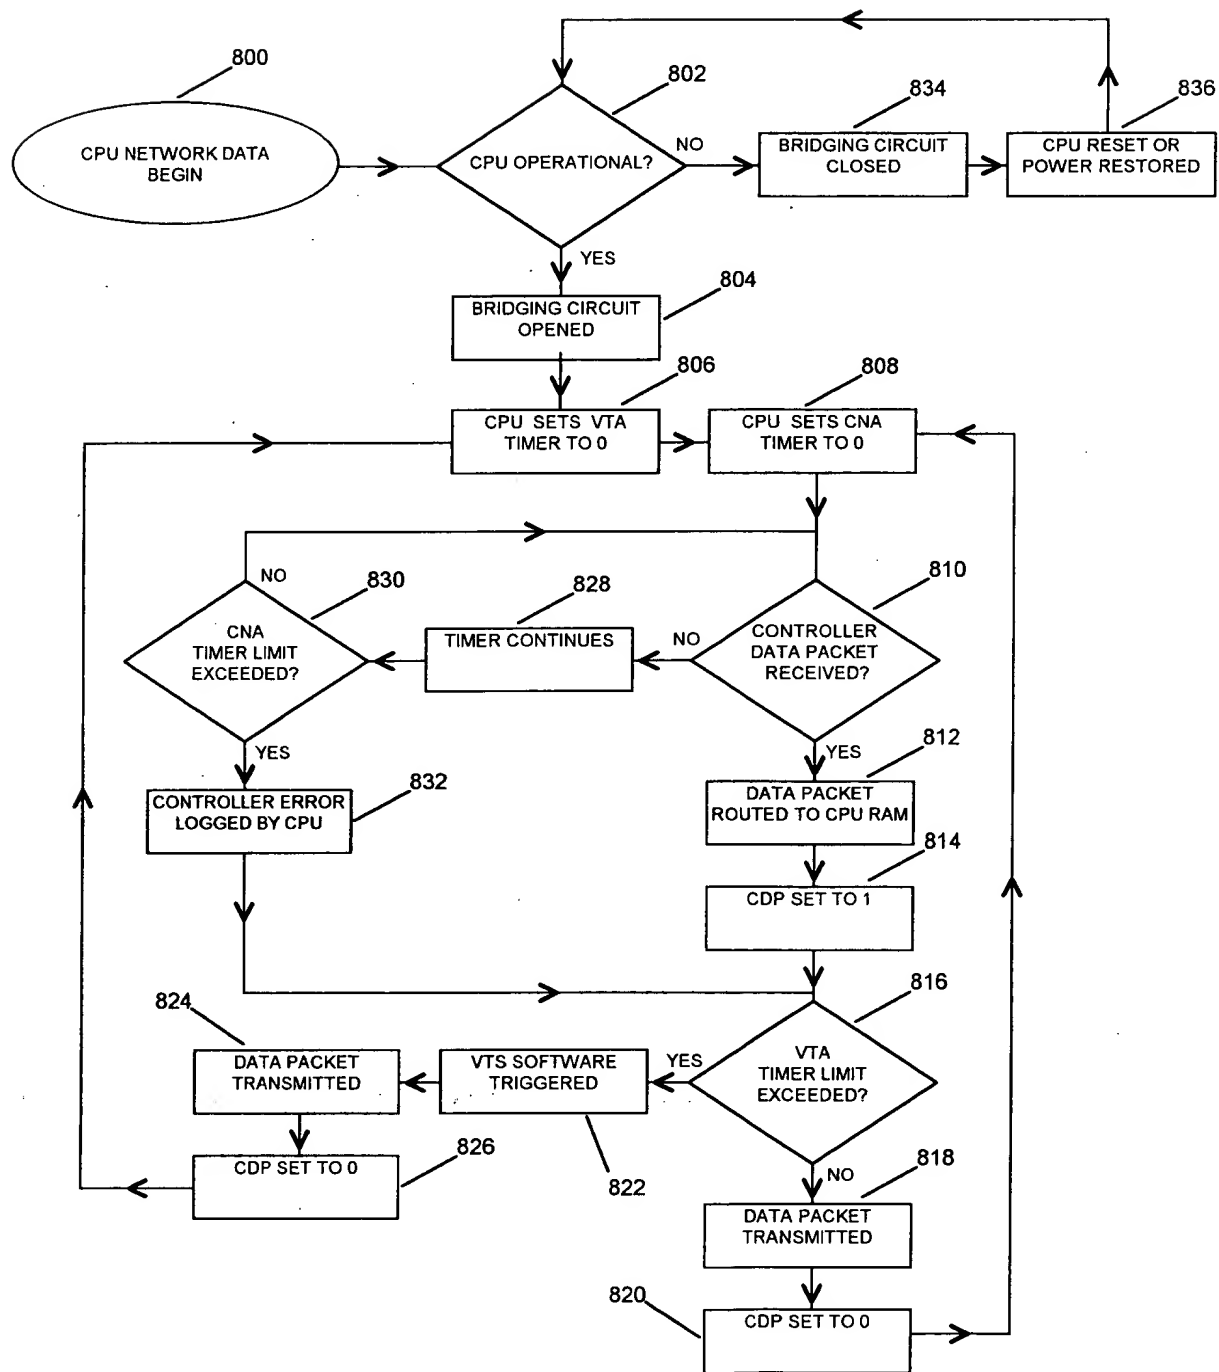 800
CPU NETWORK DATA
BEGIN
802
CPU OPERATIONAL?
NO
834
BRIDGING CIRCUIT
CLOSED
836
CPU RESET OR
POWER RESTORED
YES
804
BRIDGING CIRCUIT
OPENED
806
CPU SETS VTA
TIMER TO 0
808
CPU SETS CNA
TIMER TO 0
810
CONTROLLER
DATA PACKET
RECEIVED?
NO
828
TIMER CONTINUES
830
CNA
TIMER LIMIT
EXCEEDED?
NO
YES
832
CONTROLLER ERROR
LOGGED BY CPU
YES
812
DATA PACKET
ROUTED TO CPU RAM
814
CDP SET TO 1
816
VTA
TIMER LIMIT
EXCEEDED?
YES
822
VTS SOFTWARE
TRIGGERED
824
DATA PACKET
TRANSMITTED
826
CDP SET TO 0
NO
818
DATA PACKET
TRANSMITTED
820
CDP SET TO 0